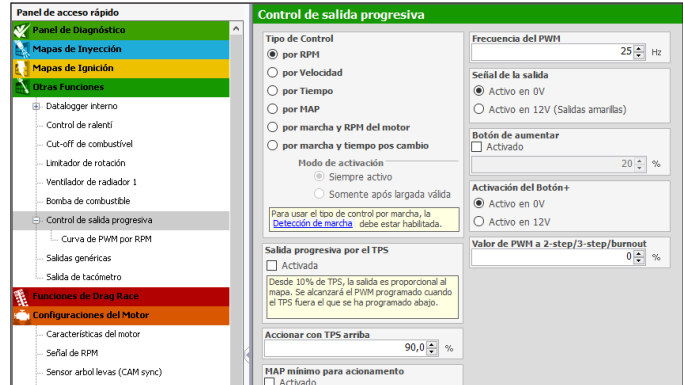 Panel de acceso rápido
Panel de Diagnóstico
Mapas de Inyección
Mapas de Ignición
Otras Funciones
Datalogger interno
Control de ralentí
Cut-off de combustível
Limitador de rotación
Ventilador de radiador 1
Bomba de combustible
Control de salida progresiva
Curva de PWM por RPM
Salidas genéricas
Salida de tacómetro
Funciones de Drag Race
Configuraciones del Motor
Características del motor
Señal de RPM
Sensor arbol levas (CAM sync)
Control de salida progresiva
Tipo de Control
por RPM
por Velocidad
por Tiempo
por MAP
por marcha y RPM del motor
por marcha y tiempo pos cambio
Modo de activación
Siempre activo
Somente após largada válida
Para usar el tipo de control por marcha, la
Detección de marcha debe estar habilitada.
Salida progresiva por el TPS
Activada
Desde 10% de TPS, la salida es proporcional al
mapa. Se alcanzará el PWM programado cuando
el TPS fuera el que se ha programado abajo.
Accionar con TPS arriba
90,0 %
MAP mínimo para acionamento
Activado
Frecuencia del PWM
25 Hz
Señal de la salida
Activo en 0V
Activo en 12V (Salidas amarillas)
Botón de aumentar
Activado
20 %
Activación del Botón+
Activo en 0V
Activo en 12V
Valor de PWM a 2-step/3-step/burnout
0 %